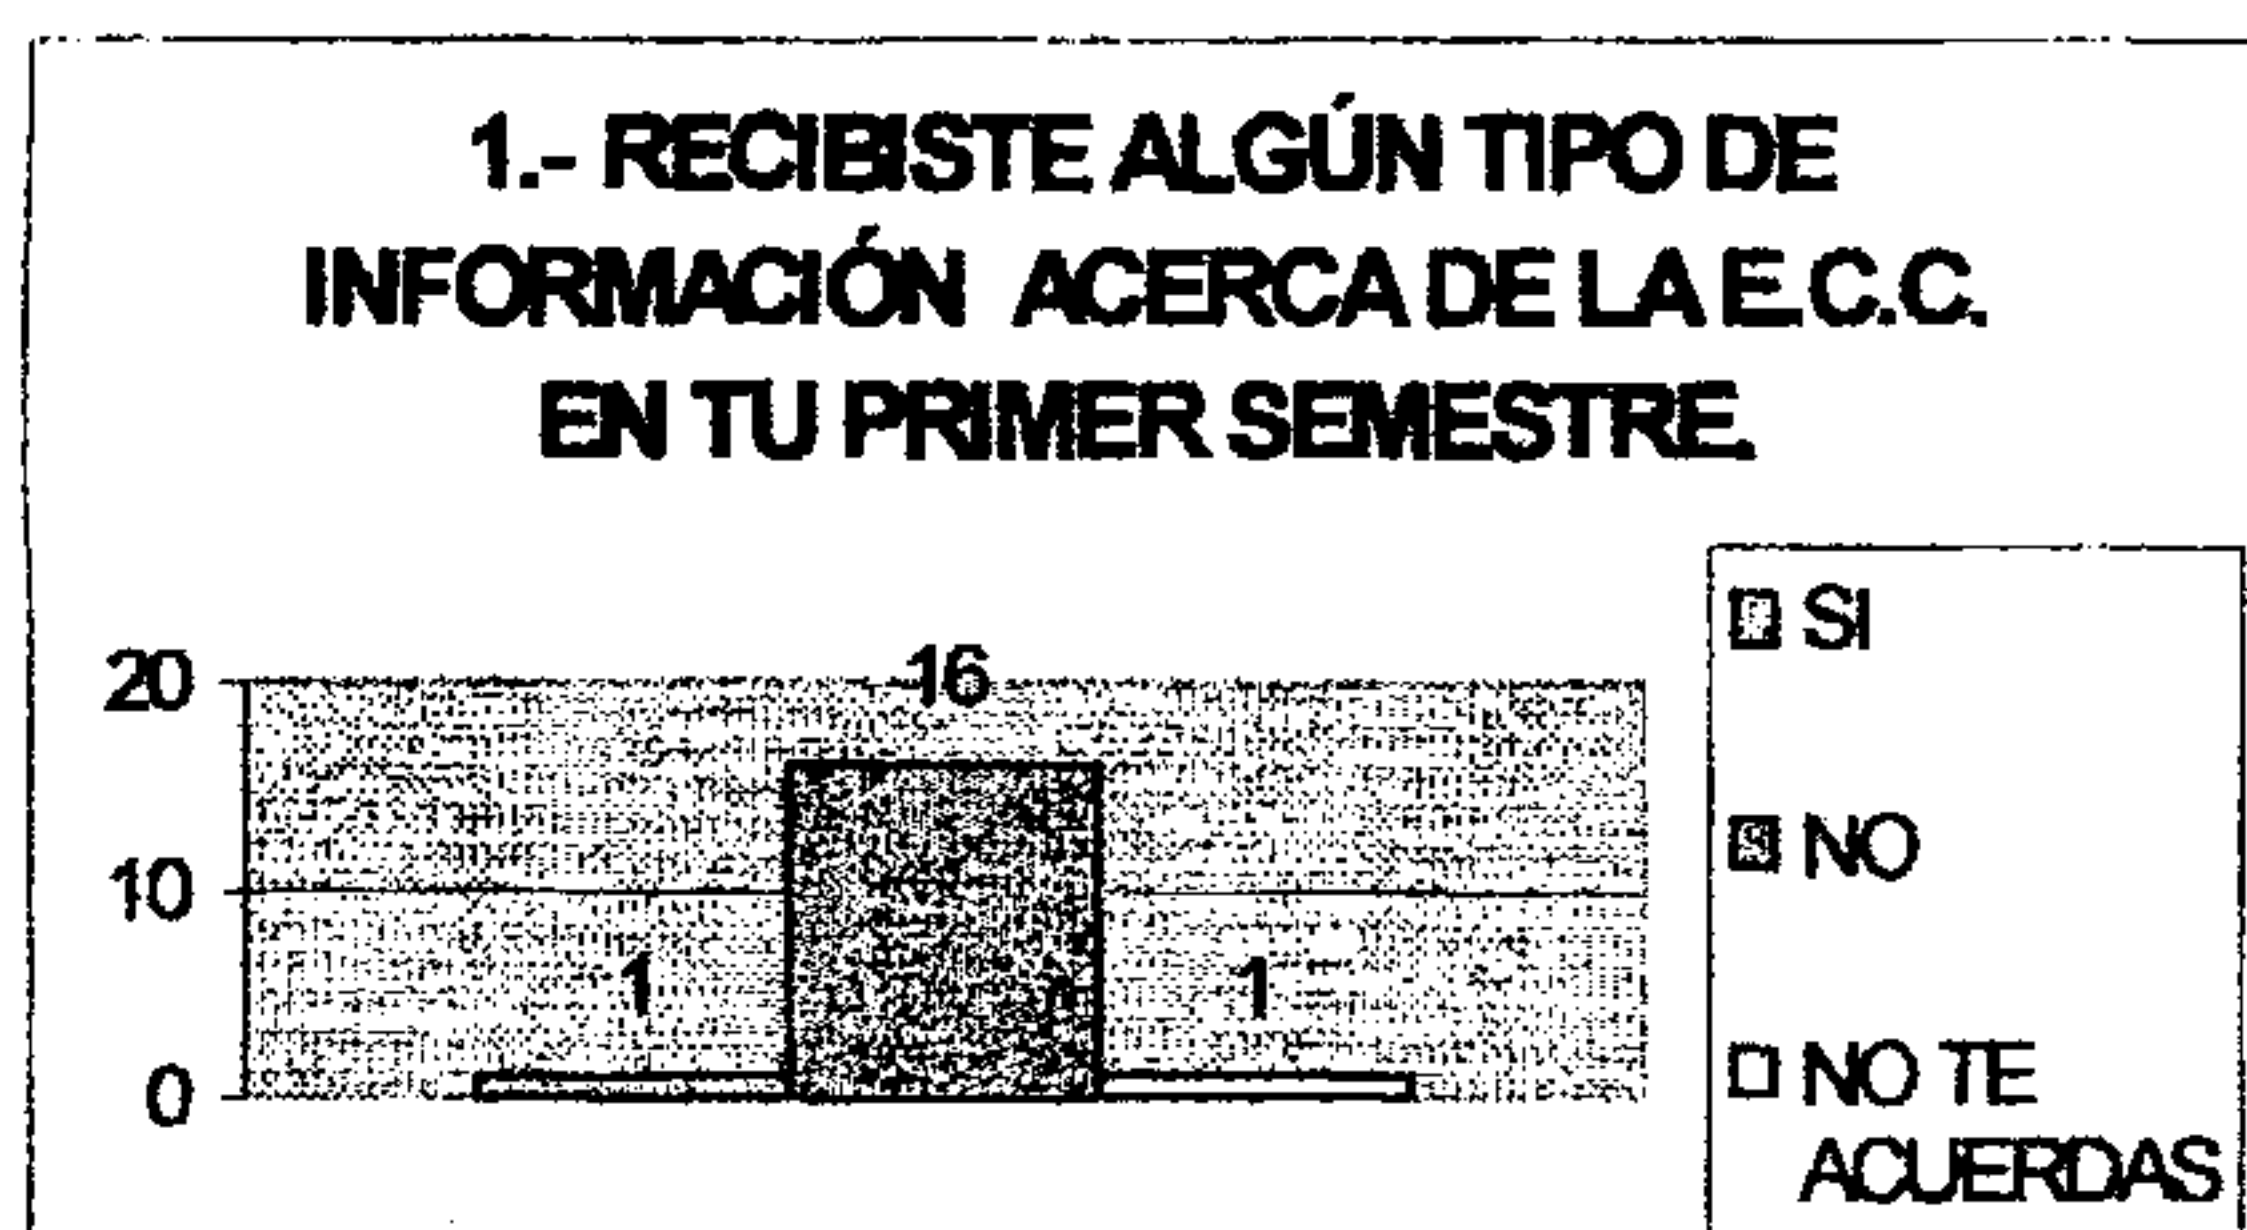 1.- RECIBISTE ALGÚN TIPO DE
INFORMACIÓN ACERCA DE LA E.C.C.
EN TU PRIMER SEMESTRE.
SI
NO
NO TE
ACUERDAS
20
10
0
1
16
1